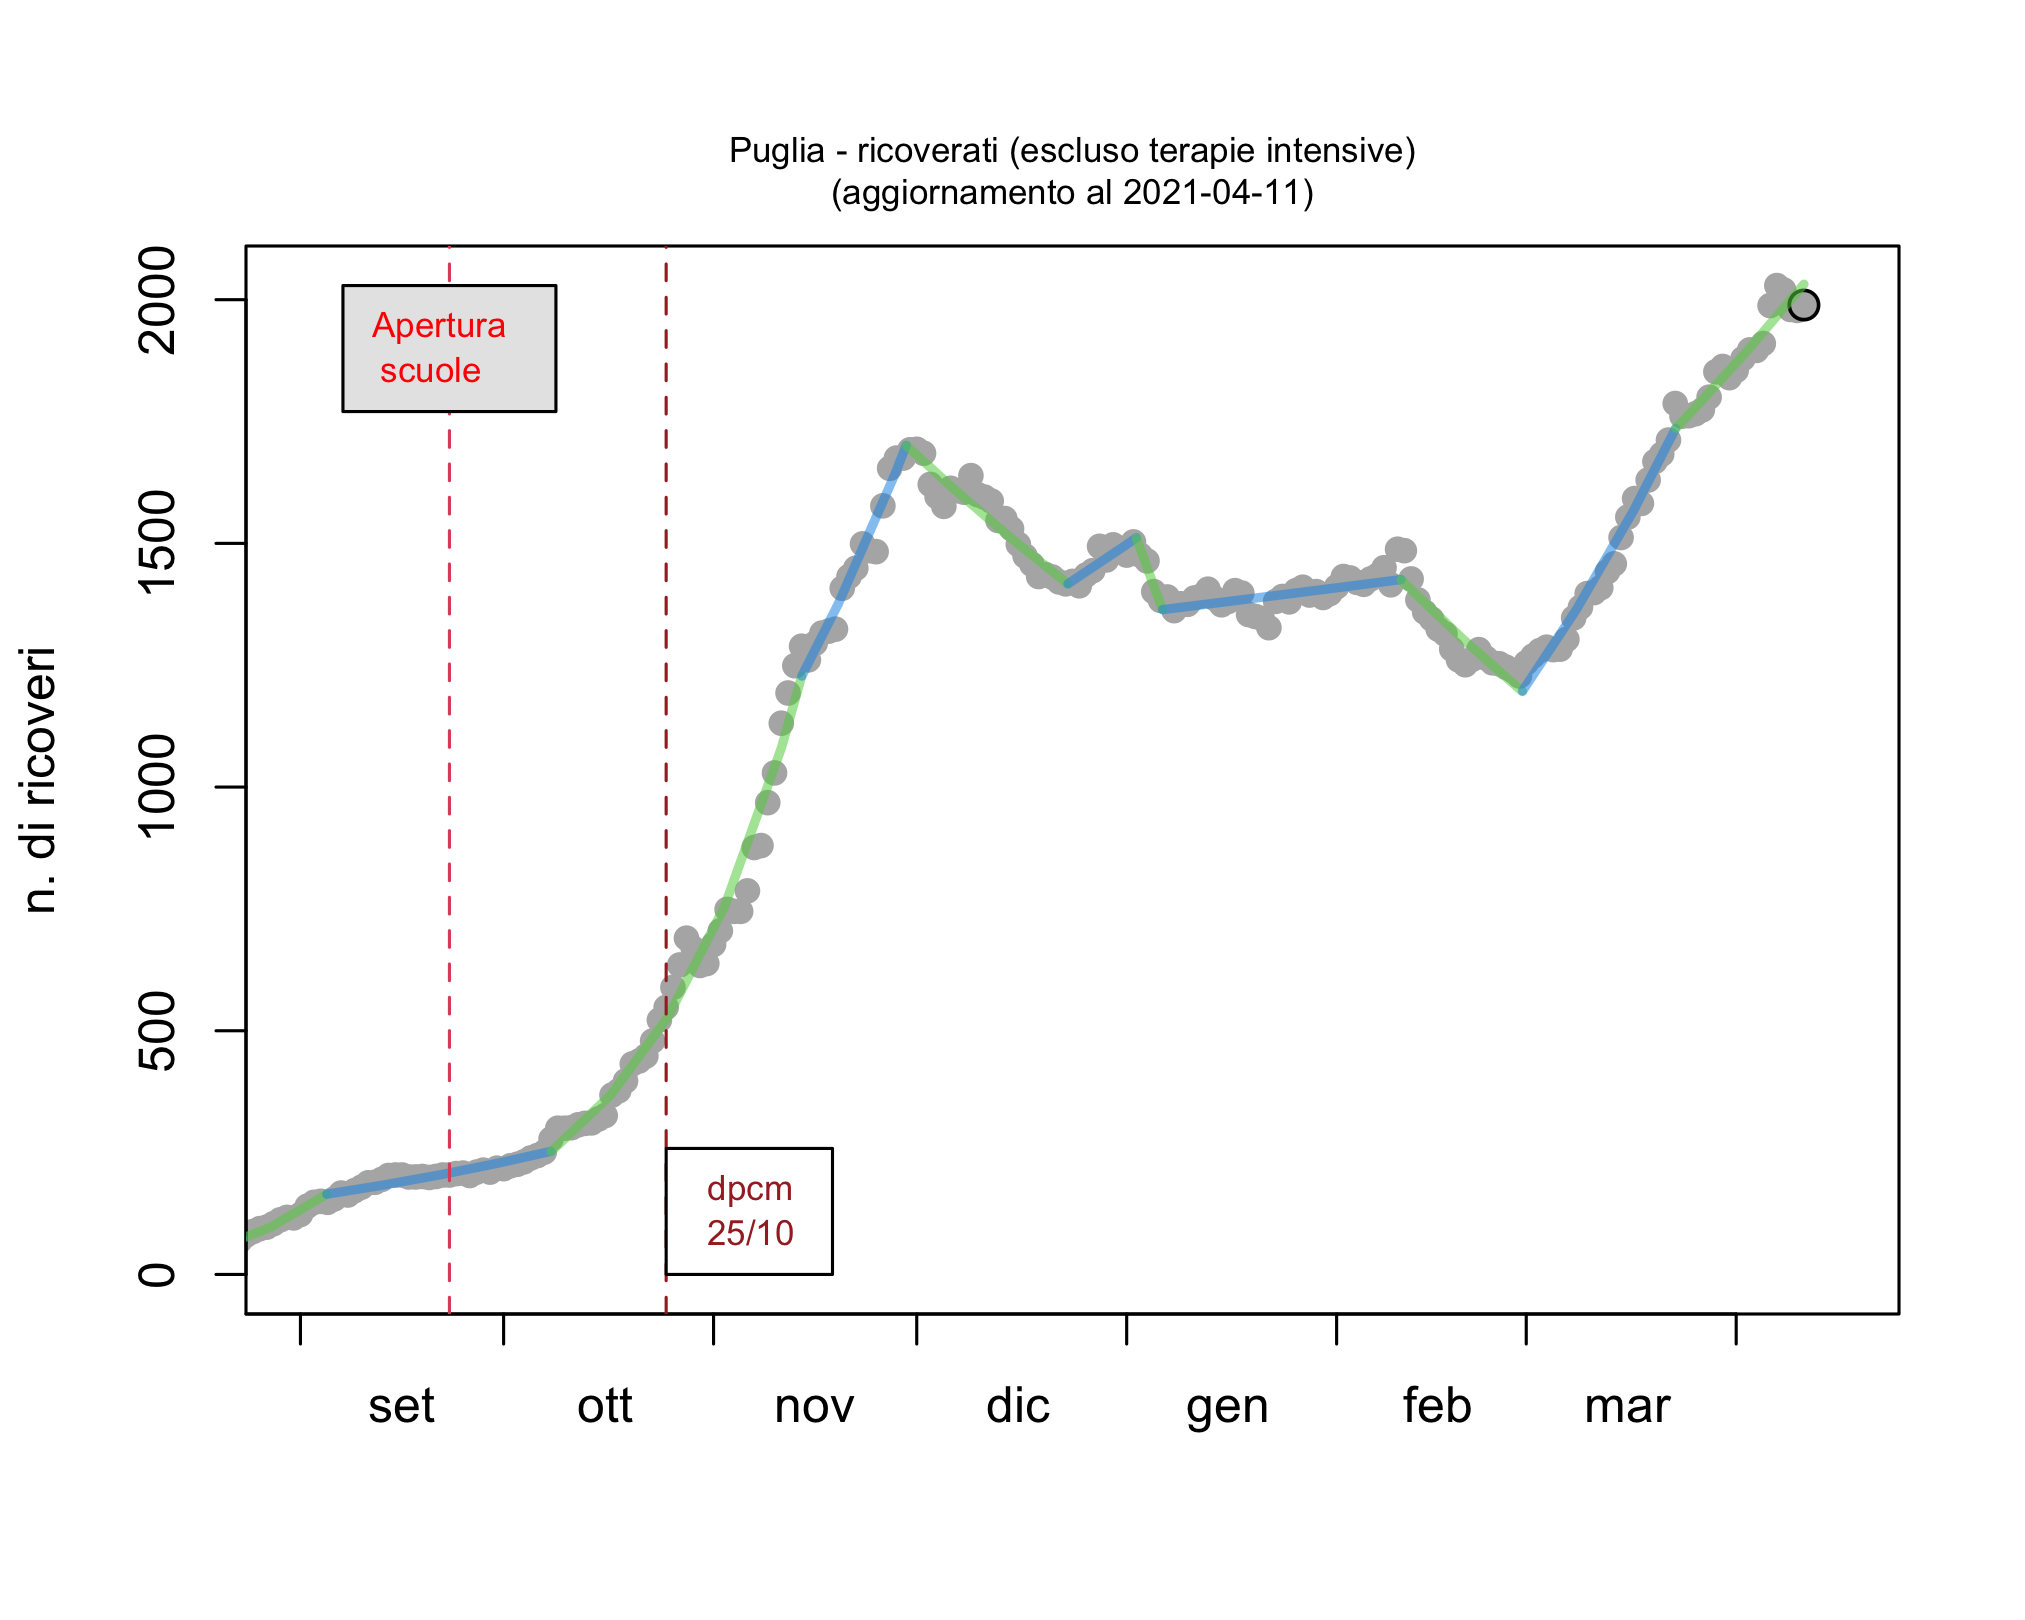 Puglia - ricoverati (escluso terapie intensive)
(aggiornamento al 2021-04-11)
n. di ricoveri
2000
1500
1000
500
0
Apertura
scuole
dpcm
25/10
set ott nov dic gen feb mar